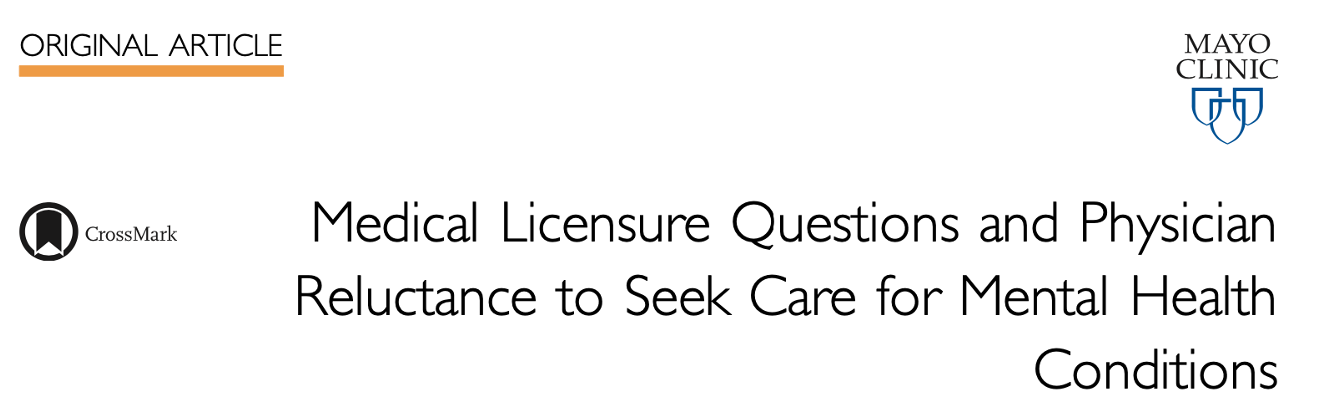 ORIGINAL ARTICLE
MAYO
CLINIC
CrossMark
Medical Licensure Questions and Physician
Reluctance to Seek Care for Mental Health
Conditions